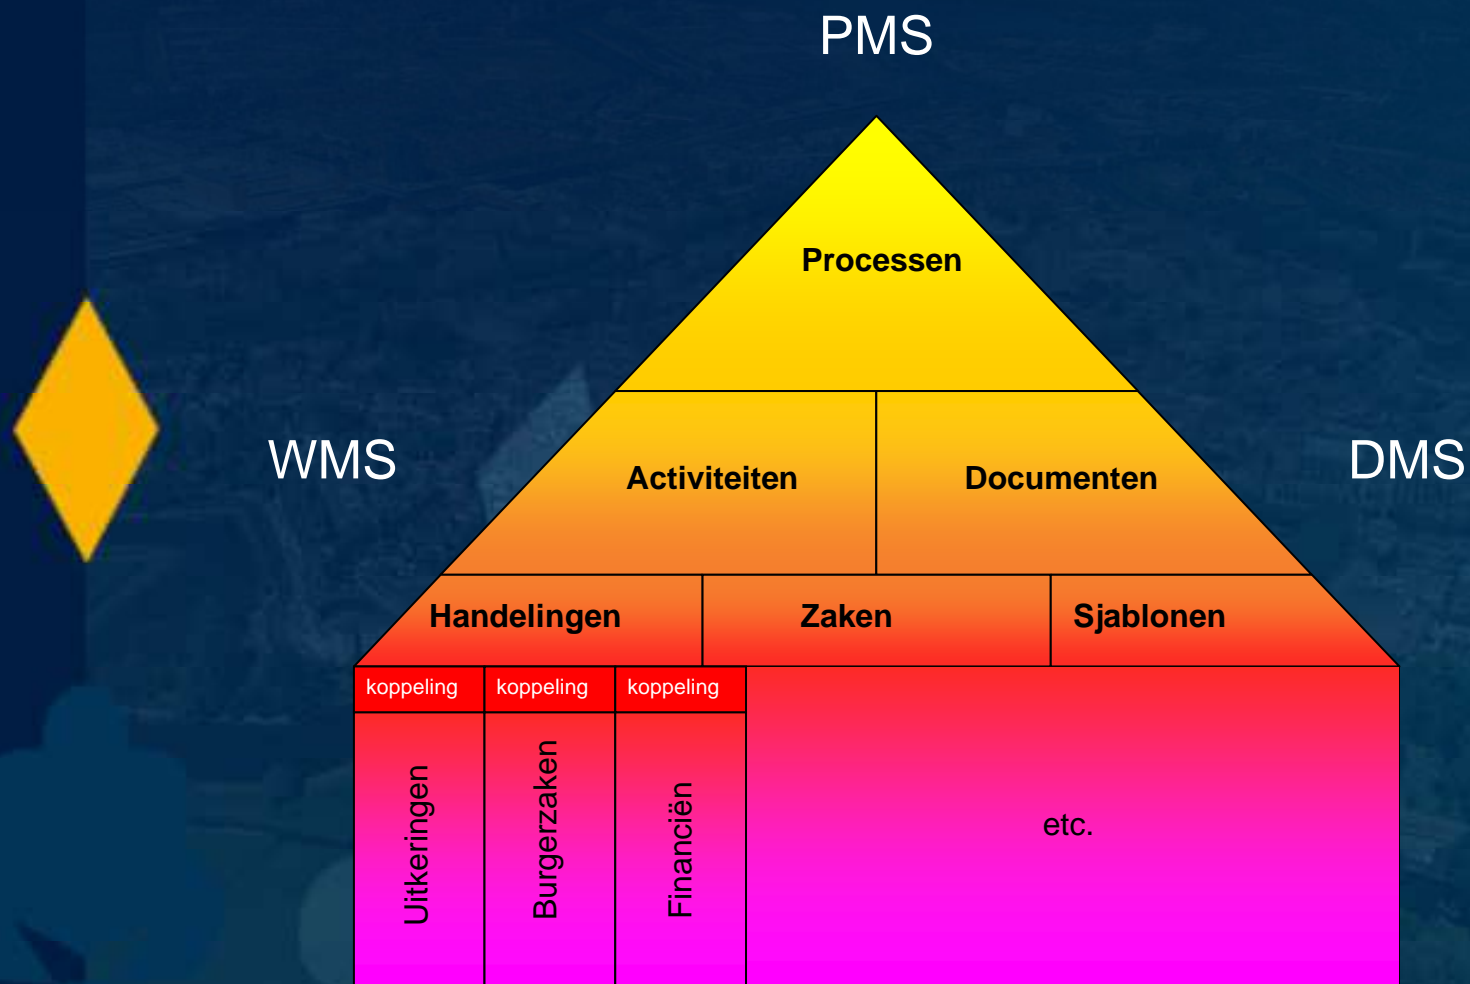 PMS
Processen
WMS
Activiteiten
Documenten
DMS
Handelingen
Zaken
Sjablonen
koppeling
koppeling
koppeling
Uitkeringen
Burgerzaken
Financiën
etc.